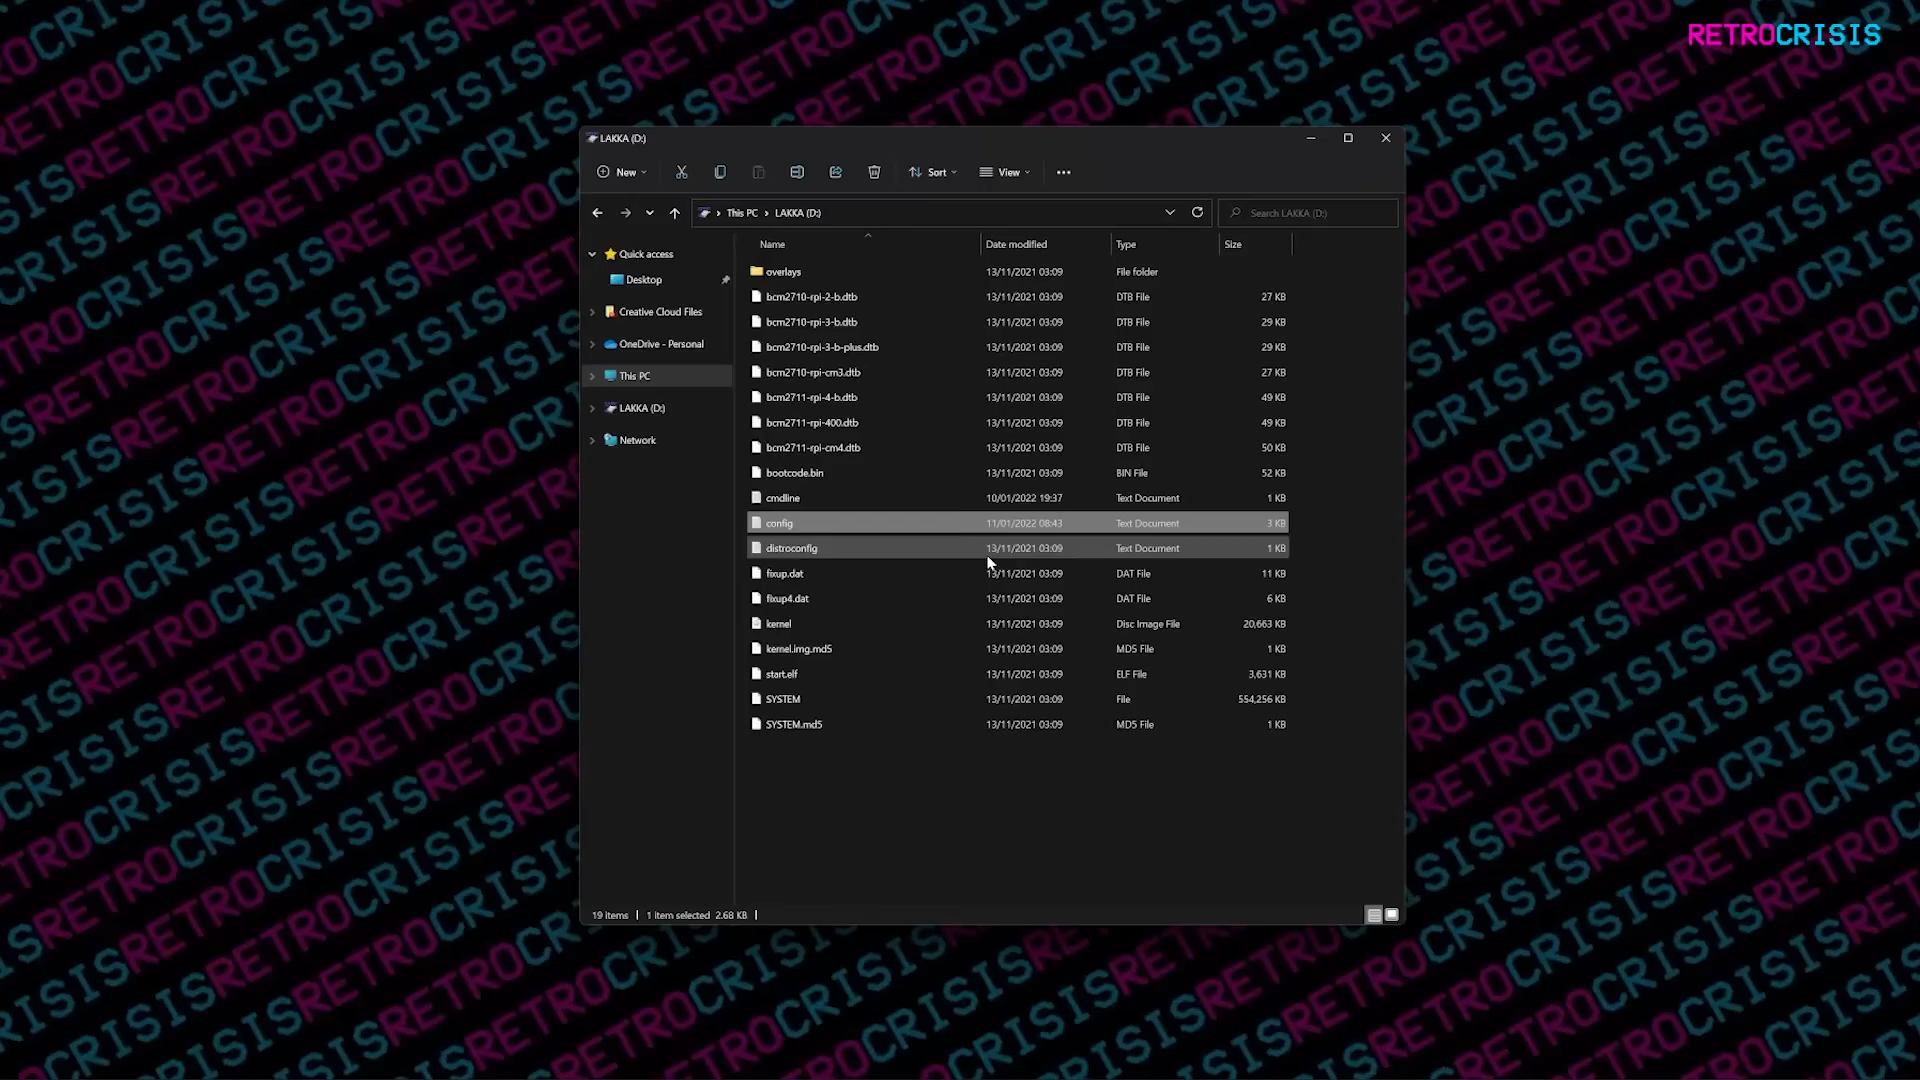 RETROCRISIS
LAKKA (D:)
New
Sort
View
This PC > LAKKA (D:)
Search LAKKA (D:)
Quick access
Desktop
Creative Cloud Files
OneDrive - Personal
This PC
LAKKA (D:)
Network
Name Date modified Type Size
overlays 13/11/2021 03:09 File folder
bcm2710-rpi-2-b.dtb 13/11/2021 03:09 DTB File 27 KB
bcm2710-rpi-3-b.dtb 13/11/2021 03:09 DTB File 29 KB
bcm2710-rpi-3-b-plus.dtb 13/11/2021 03:09 DTB File 29 KB
bcm2710-rpi-cm3.dtb 13/11/2021 03:09 DTB File 27 KB
bcm2711-rpi-4-b.dtb 13/11/2021 03:09 DTB File 49 KB
bcm2711-rpi-400.dtb 13/11/2021 03:09 DTB File 49 KB
bcm2711-rpi-cm4.dtb 13/11/2021 03:09 DTB File 50 KB
bootcode.bin 13/11/2021 03:09 BIN File 52 KB
cmdline 10/01/2022 19:37 Text Document 1 KB
config 11/01/2022 08:43 Text Document 3 KB
distroconfig 13/11/2021 03:09 Text Document 1 KB
fixup.dat 13/11/2021 03:09 DAT File 11 KB
fixup4.dat 13/11/2021 03:09 DAT File 6 KB
kernel 13/11/2021 03:09 Disc Image File 20,663 KB
kernel.img.md5 13/11/2021 03:09 MD5 File 1 KB
start.elf 13/11/2021 03:09 ELF File 3,631 KB
SYSTEM 13/11/2021 03:09 File 554,256 KB
SYSTEM.md5 13/11/2021 03:09 MD5 File 1 KB
19 items | 1 item selected 2.68 KB |